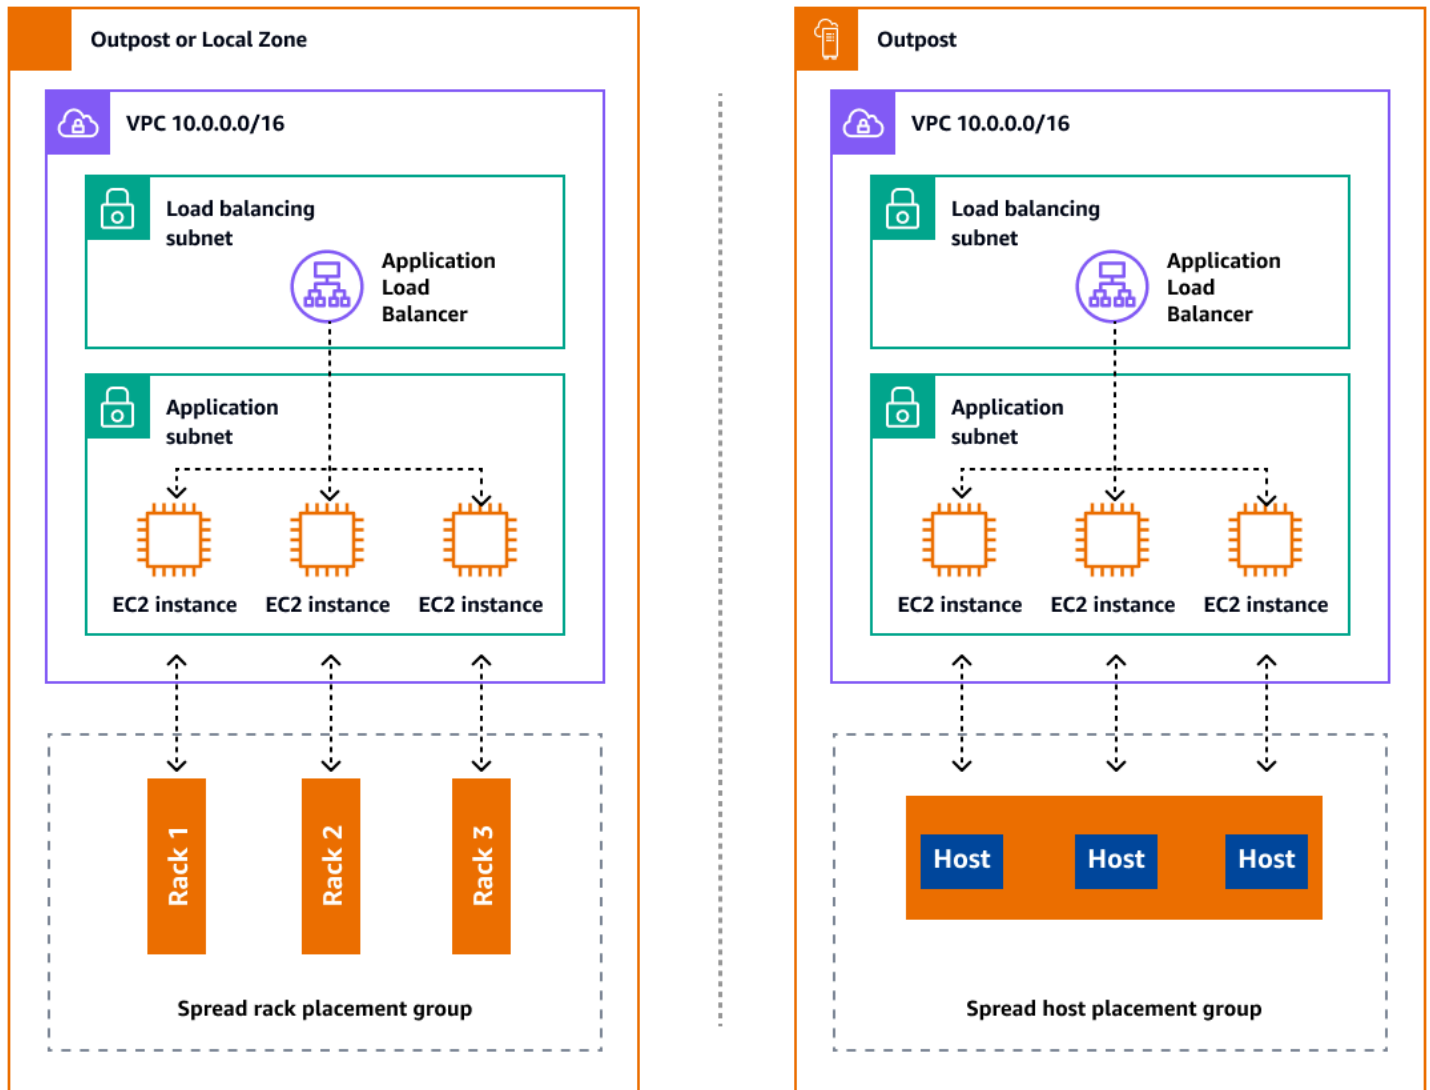 Outpost or Local Zone
VPC 10.0.0.0/16
Load balancing
subnet
Application
Load
Balancer
Application
subnet
EC2 instance
EC2 instance
EC2 instance
Rack 1
Rack 2
Rack 3
Spread rack placement group
Outpost
VPC 10.0.0.0/16
Load balancing
subnet
Application
Load
Balancer
Application
subnet
EC2 instance
EC2 instance
EC2 instance
Host
Host
Host
Spread host placement group